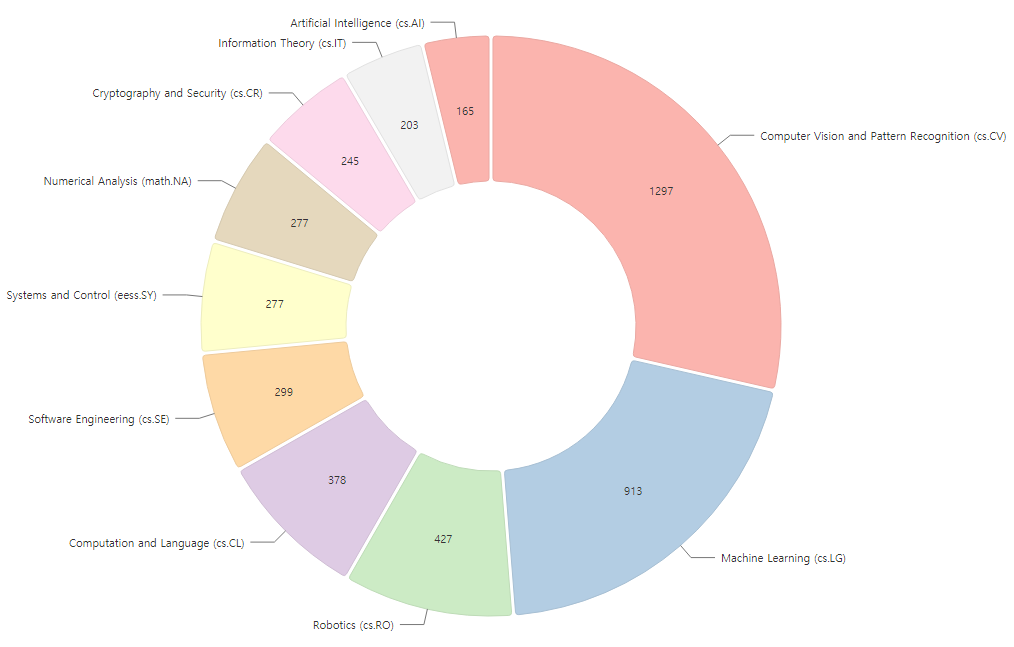 Artificial Intelligence (cs.AI)
Information Theory (cs.IT)
Cryptography and Security (cs.CR)
165
203
Computer Vision and Pattern Recognition (cs.CV)
245
Numerical Analysis (math.NA)
1297
277
Systems and Control (eess.SY)
277
299
Software Engineering (cs.SE)
378
913
Computation and Language (cs.CL)
427
Machine Learning (cs.LG)
Robotics (cs.RO)